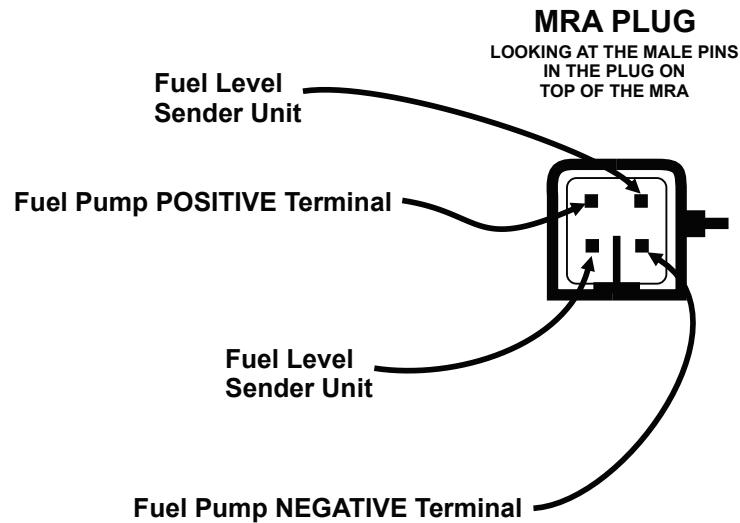 MRA PLUG
LOOKING AT THE MALE PINS
IN THE PLUG ON
TOP OF THE MRA
Fuel Level
Sender Unit
Fuel Pump POSITIVE Terminal
Fuel Level
Sender Unit
Fuel Pump NEGATIVE Terminal